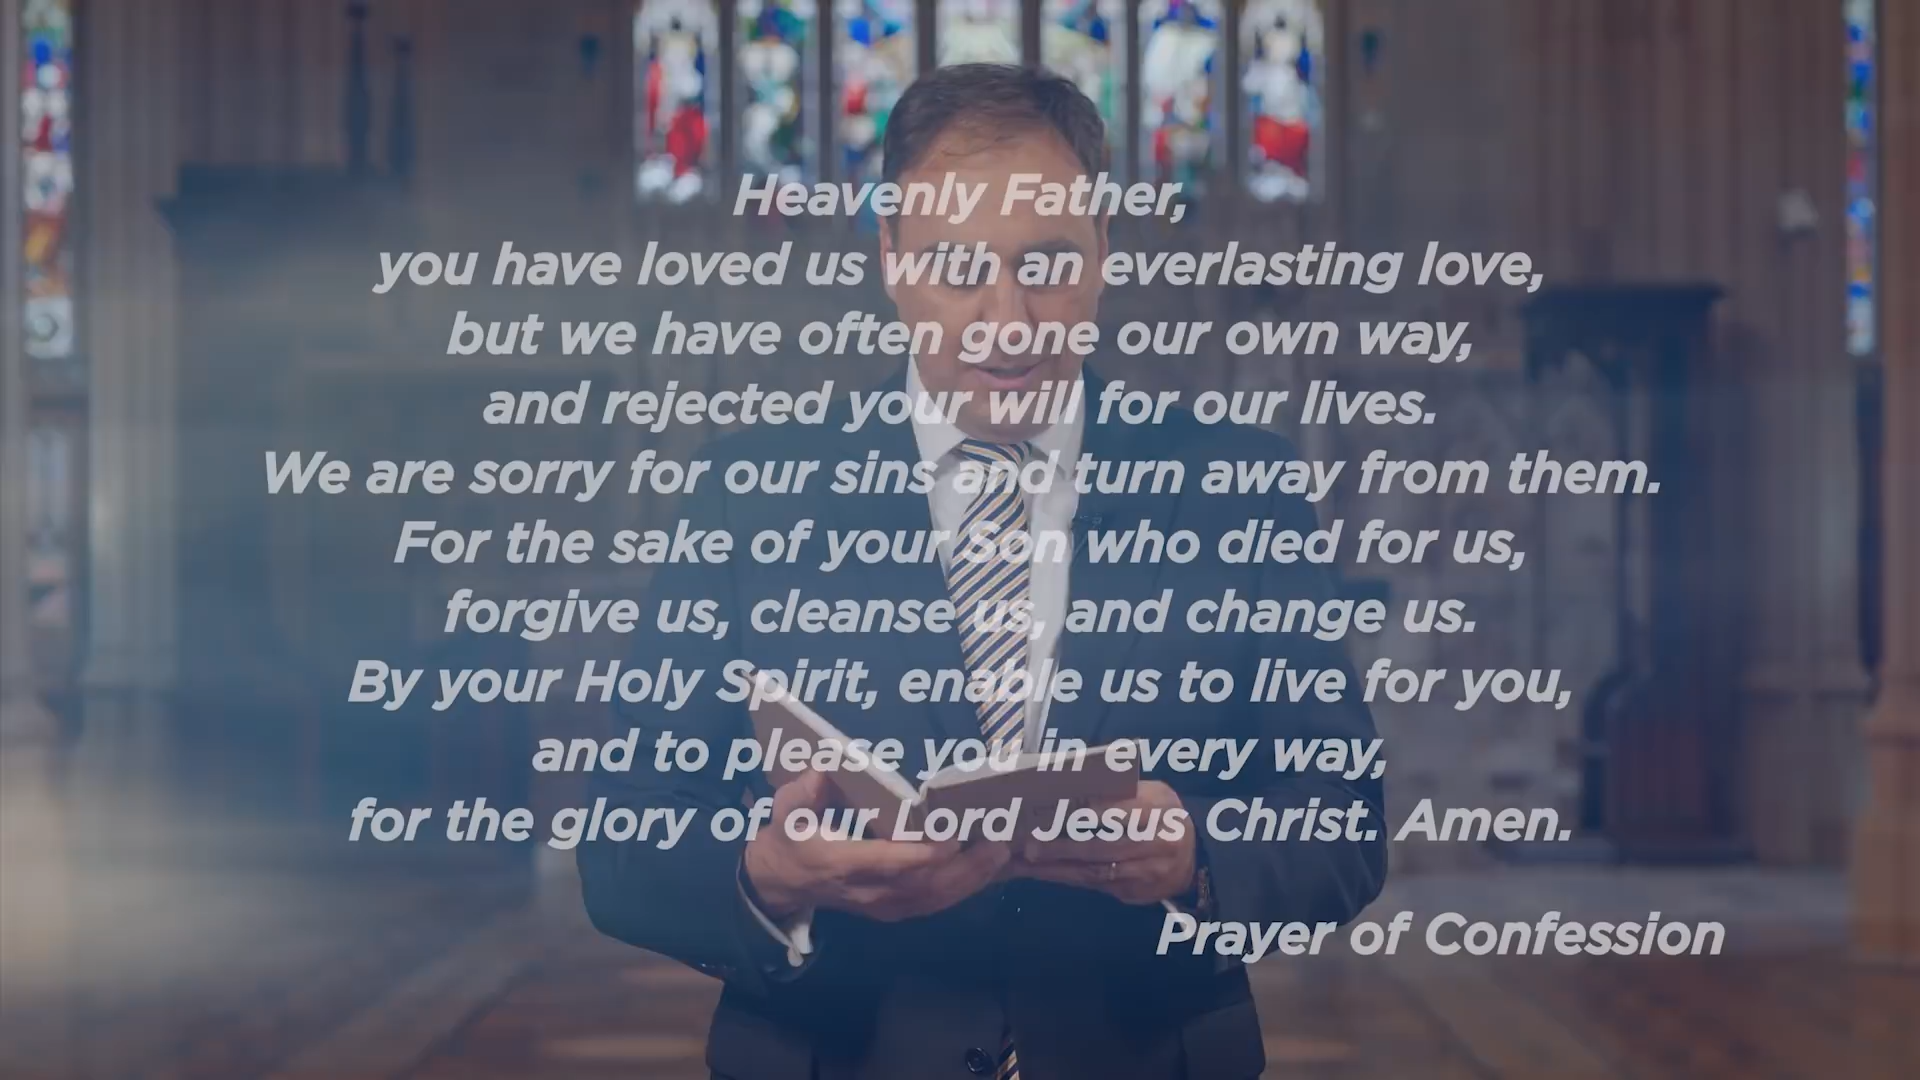 Heavenly Father,
you have loved us with an everlasting love,
but we have often gone our own way,
and rejected your will for our lives.
We are sorry for our sins and turn away from them.
For the sake of your Son who died for us,
forgive us, cleanse us, and change us.
By your Holy Spirit, enable us to live for you,
and to please you in every way,
for the glory of our Lord Jesus Christ. Amen.
Prayer of Confession